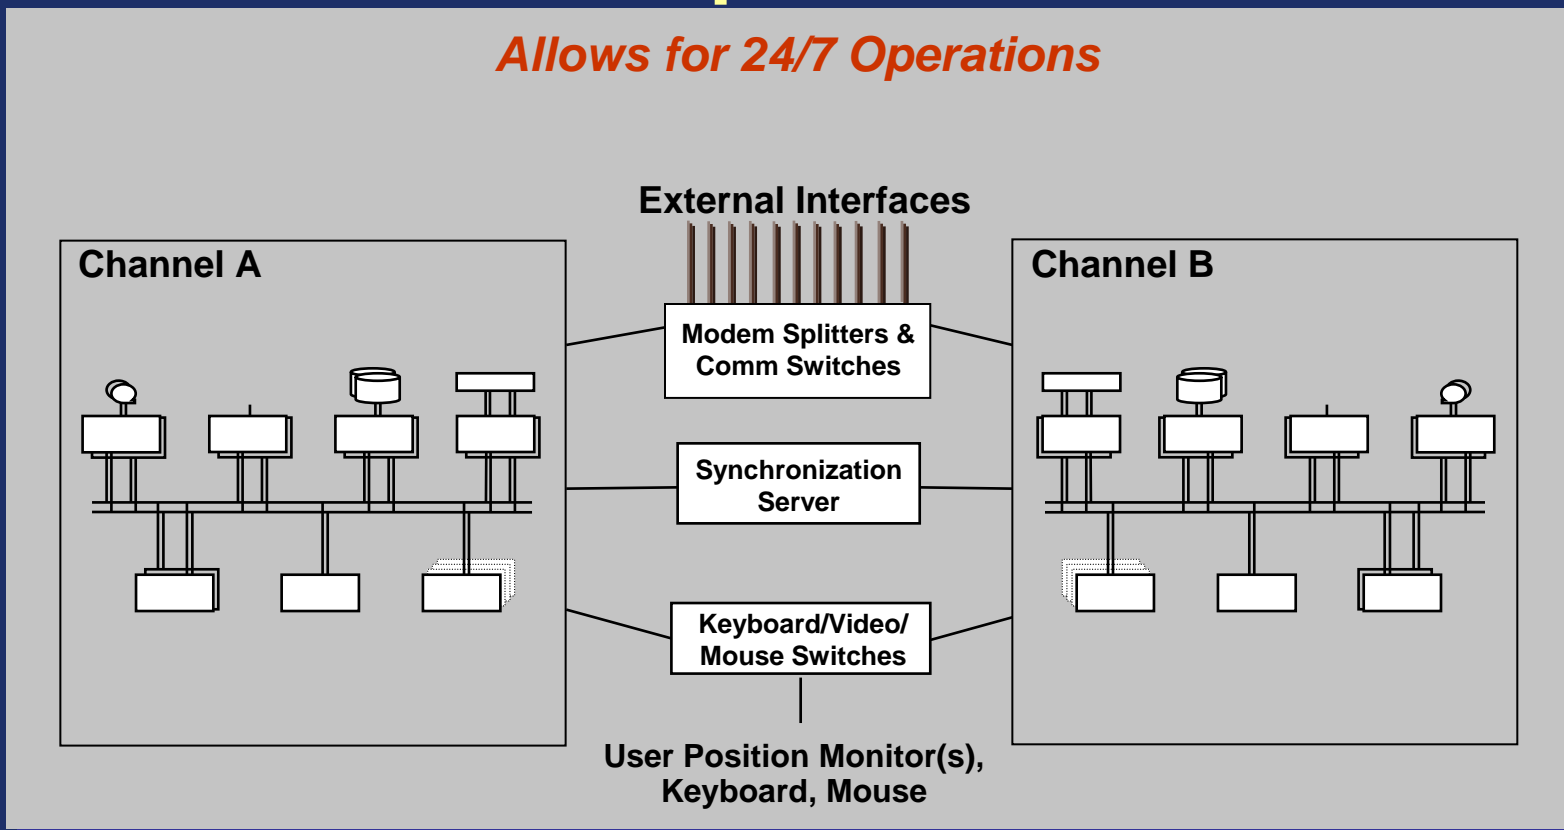 Allows for 24/7 Operations
External Interfaces
Channel A
Channel B
Modem Splitters &
Comm Switches
Synchronization
Server
Keyboard/Video/
Mouse Switches
User Position Monitor(s),
Keyboard, Mouse